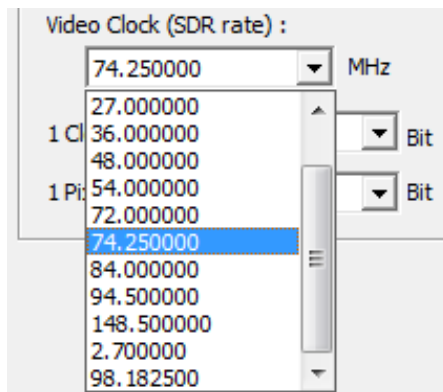 Video Clock (SDR rate) :
74.250000 MHz
27.000000
1 Cl 36.000000 Bit
48.000000
1 Pi 54.000000 Bit
72.000000
74.250000
84.000000
94.500000
148.500000
2.700000
98.182500